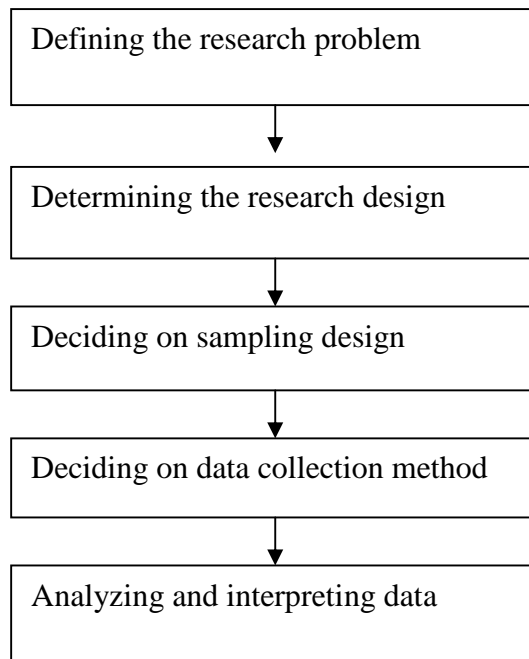 Defining the research problem
Determining the research design
Deciding on sampling design
Deciding on data collection method
Analyzing and interpreting data